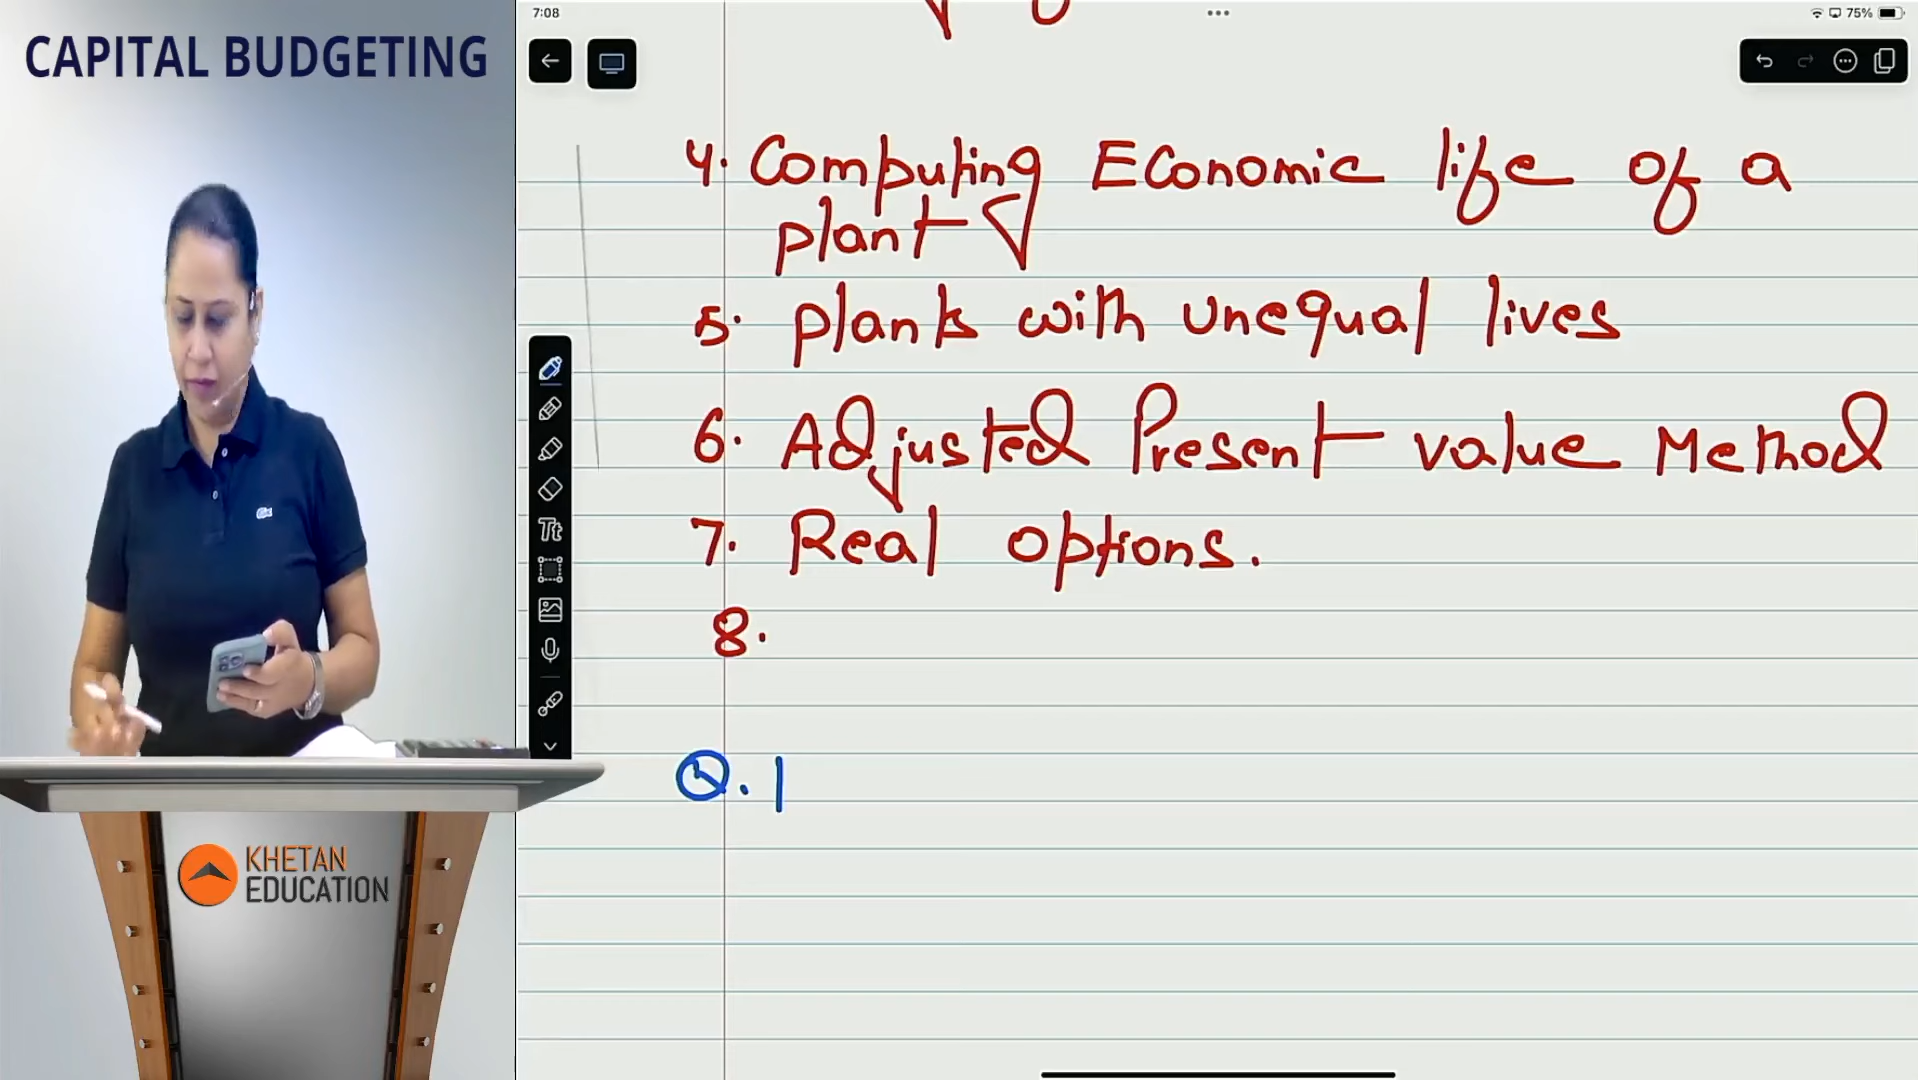 CAPITAL BUDGETING
7:08
75%
4. Computing Economic life of a
plant
5. plants with unequal lives
6. Adjusted Present value Method
7. Real options.
8.
Tt
Q.1
KHETAN
EDUCATION